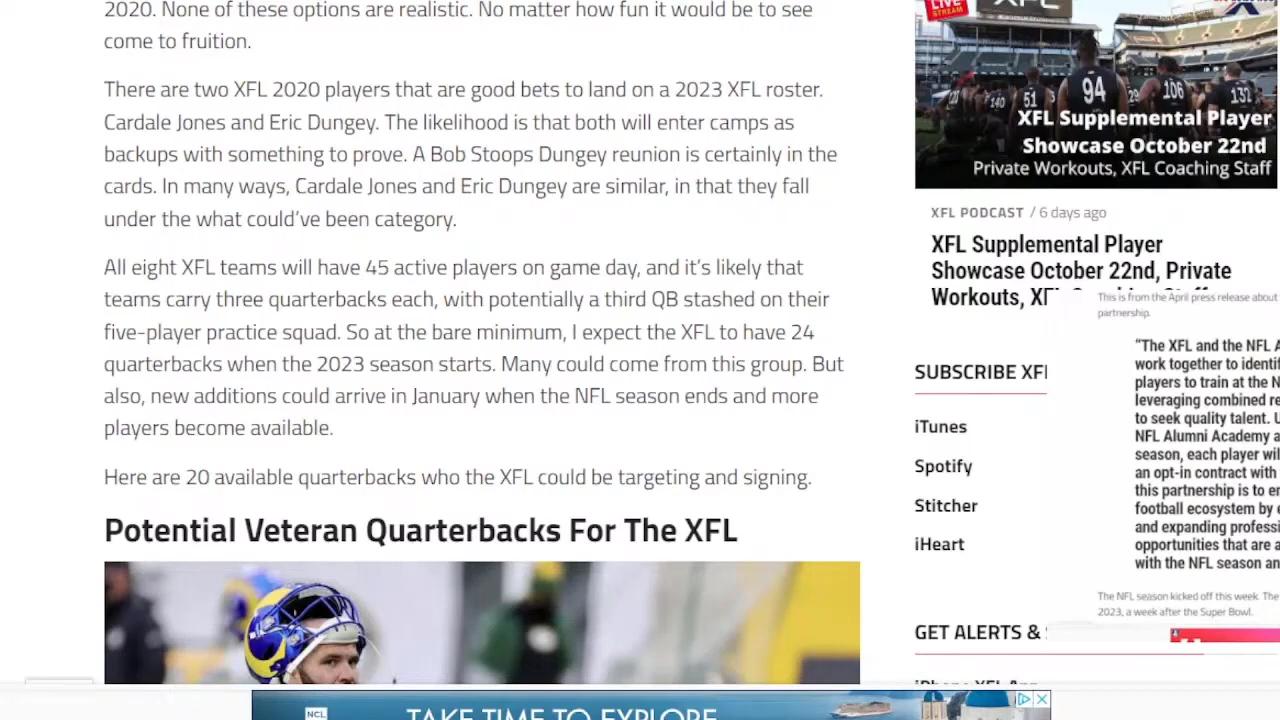 2020. None of these options are realistic. No matter how fun it would be to see
come to fruition.
There are two XFL 2020 players that are good bets to land on a 2023 XFL roster.
Cardale Jones and Eric Dungey. The likelihood is that both will enter camps as
backups with something to prove. A Bob Stoops Dungey reunion is certainly in the
cards. In many ways, Cardale Jones and Eric Dungey are similar, in that they fall
under the what could’ve been category.
All eight XFL teams will have 45 active players on game day, and it’s likely that
teams carry three quarterbacks each, with potentially a third QB stashed on their
five-player practice squad. So at the bare minimum, I expect the XFL to have 24
quarterbacks when the 2023 season starts. Many could come from this group. But
also, new additions could arrive in January when the NFL season ends and more
players become available.
Here are 20 available quarterbacks who the XFL could be targeting and signing.
Potential Veteran Quarterbacks For The XFL
LIVE
STREAM
XFL
94
51
106
140
29
132
XFL Supplemental Player
Showcase October 22nd
Private Workouts, XFL Coaching Staff
XFL PODCAST / 6 days ago
XFL Supplemental Player
Showcase October 22nd, Private
Workouts,
SUBSCRIBE
iTunes
Spotify
Stitcher
iHeart
GET ALERTS &
This is from the April press release about
partnership.
“The XFL and the NFL A
work together to identif
players to train at the N
leveraging combined re
to seek quality talent. U
NFL Alumni Academy a
season, each player wil
an opt-in contract with
this partnership is to en
football ecosystem by e
and expanding professi
opportunities that are a
with the NFL season an
The NFL season kicked off this week. The
2023, a week after the Super Bowl.
NCL
TAKE TIME TO EXPLORE